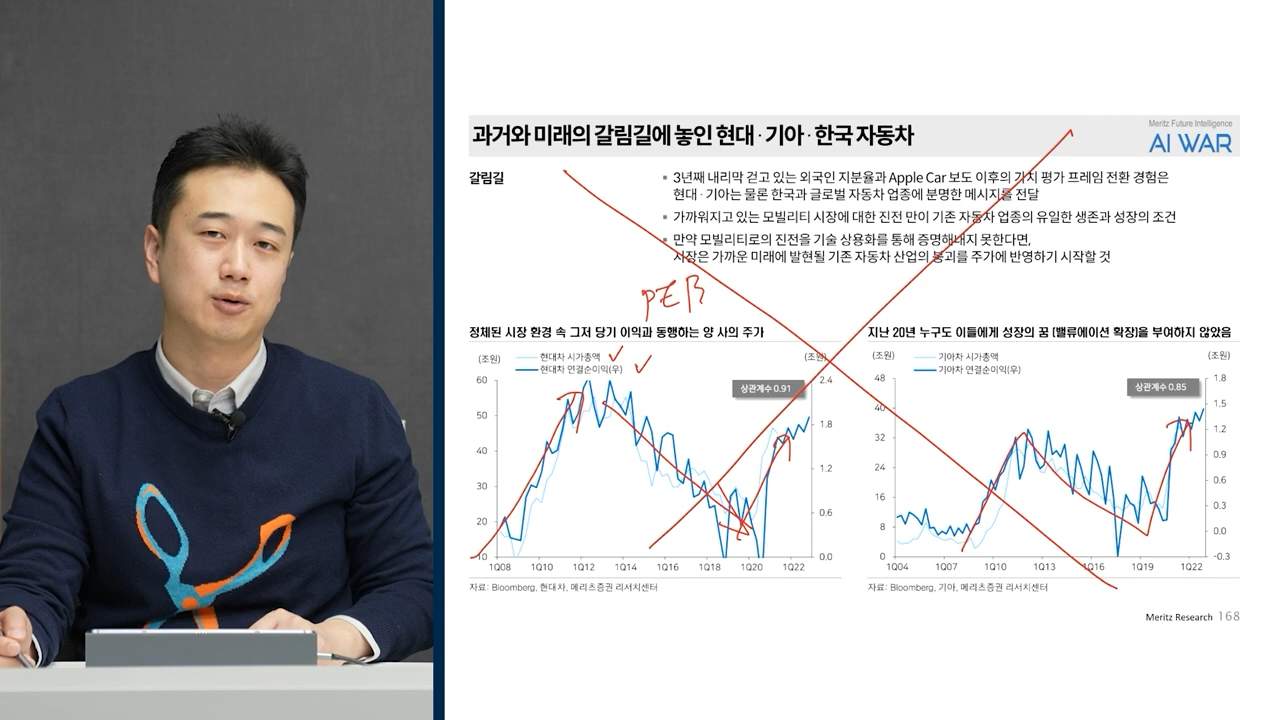 과거와 미래의 갈림길에 놓인 현대·기아·한국 자동차
Meritz Future Intelligence
AI WAR
갈림길
▪ 3년째 내리막 걷고 있는 외국인 지분율과 Apple Car 보도 이후의 가치 평가 프레임 전환 경험은
현대·기아는 물론 한국과 글로벌 자동차 업종에 분명한 메시지를 전달
▪ 가까워지고 있는 모빌리티 시장에 대한 진전 만이 기존 자동차 업종의 유일한 생존과 성장의 조건
▪ 만약 모빌리티로의 진전을 기술 상용화를 통해 증명해내지 못한다면,
시장은 가까운 미래에 발현될 기존 자동차 산업의 붕괴를 주가에 반영하기 시작할 것
PER
정체된 시장 환경 속 그저 당기 이익과 동행하는 양 사의 주가
(조원)
현대차 시가총액
현대차 연결순이익(우)
(조원)
상관계수 0.91
60
50
40
30
20
10
2.4
1.8
1.2
0.6
0.0
1Q08 1Q10 1Q12 1Q14 1Q16 1Q18 1Q20 1Q22
자료: Bloomberg, 현대차, 메리츠증권 리서치센터
지난 20년 누구도 이들에게 성장의 꿈 (밸류에이션 확장)을 부여하지 않았음
(조원)
기아차 시가총액
기아차 연결순이익(우)
(조원)
상관계수 0.85
48
40
32
24
16
8
0
1.8
1.5
1.2
0.9
0.6
0.3
0.0
-0.3
1Q04 1Q07 1Q10 1Q13 1Q16 1Q19 1Q22
자료: Bloomberg, 기아, 메리츠증권 리서치센터
Meritz Research 168